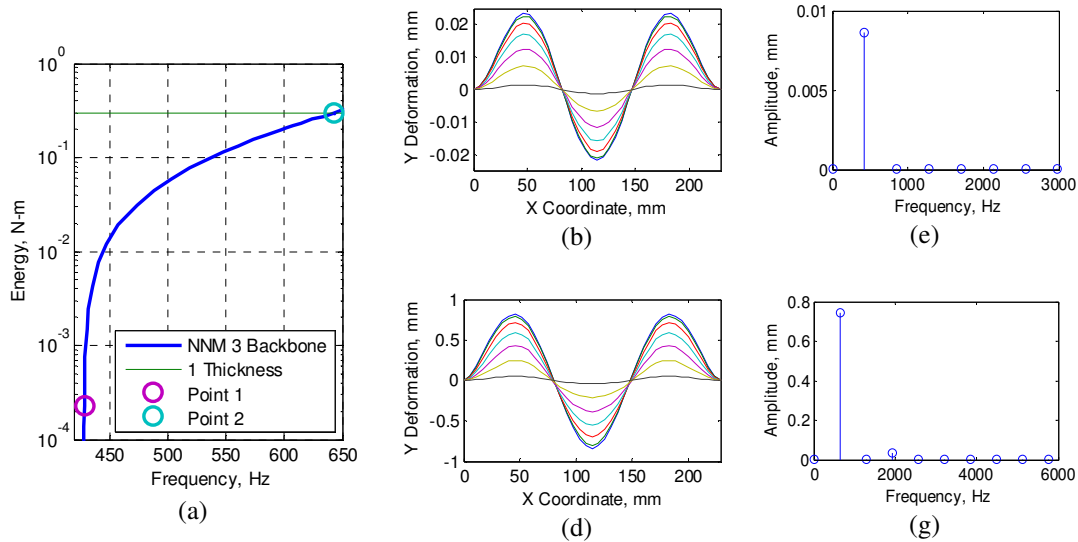 10^0
10^-1
10^-2
10^-3
10^-4
Energy, N-m
450 500 550 600 650
Frequency, Hz
NNM 3 Backbone
1 Thickness
Point 1
Point 2
(a)
0.02
0.01
0
-0.01
-0.02
Y Deformation, mm
0 50 100 150 200
X Coordinate, mm
(b)
0.01
0.005
0
Amplitude, mm
0 1000 2000 3000
Frequency, Hz
(e)
1
0.5
0
-0.5
-1
Y Deformation, mm
0 50 100 150 200
X Coordinate, mm
(d)
0.8
0.6
0.4
0.2
0
Amplitude, mm
0 2000 4000 6000
Frequency, Hz
(g)